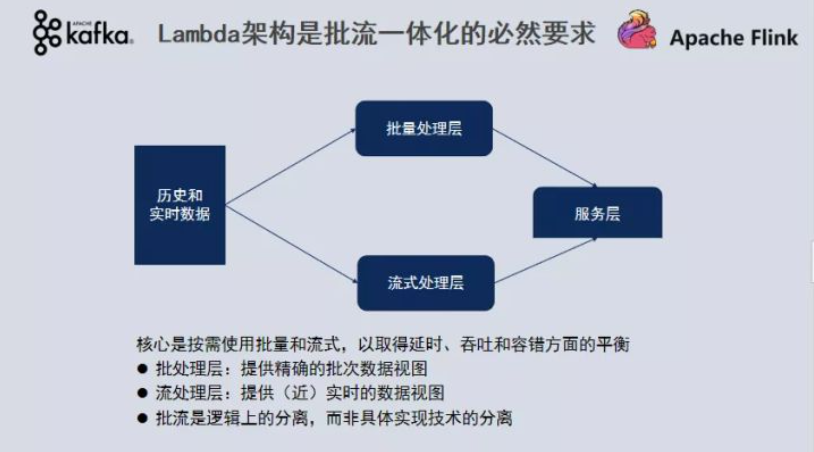 APACHE
kafka®
Lambda架构是批流一体化的必然要求
Apache Flink
批量处理层
历史和
实时数据
服务层
流式处理层
核心是按需使用批量和流式，以取得延时、吞吐和容错方面的平衡
● 批处理层：提供精确的批次数据视图
● 流处理层：提供（近）实时的数据视图
● 批流是逻辑上的分离，而非具体实现技术的分离